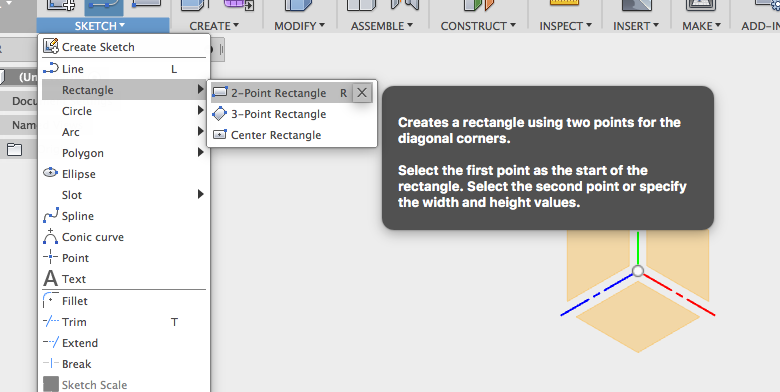 SKETCH CREATE MODIFY ASSEMBLE CONSTRUCT INSPECT INSERT MAKE ADD-IN
Create Sketch
(Un
Line L
Rectangle
2-Point Rectangle R
Docu
Circle
3-Point Rectangle
Name
Arc
Center Rectangle
Polygon
Ellipse
Slot
Spline
Conic curve
Point
Text
Fillet
Trim T
Extend
Break
Sketch Scale
Creates a rectangle using two points for the
diagonal corners.
Select the first point as the start of the
rectangle. Select the second point or specify
the width and height values.